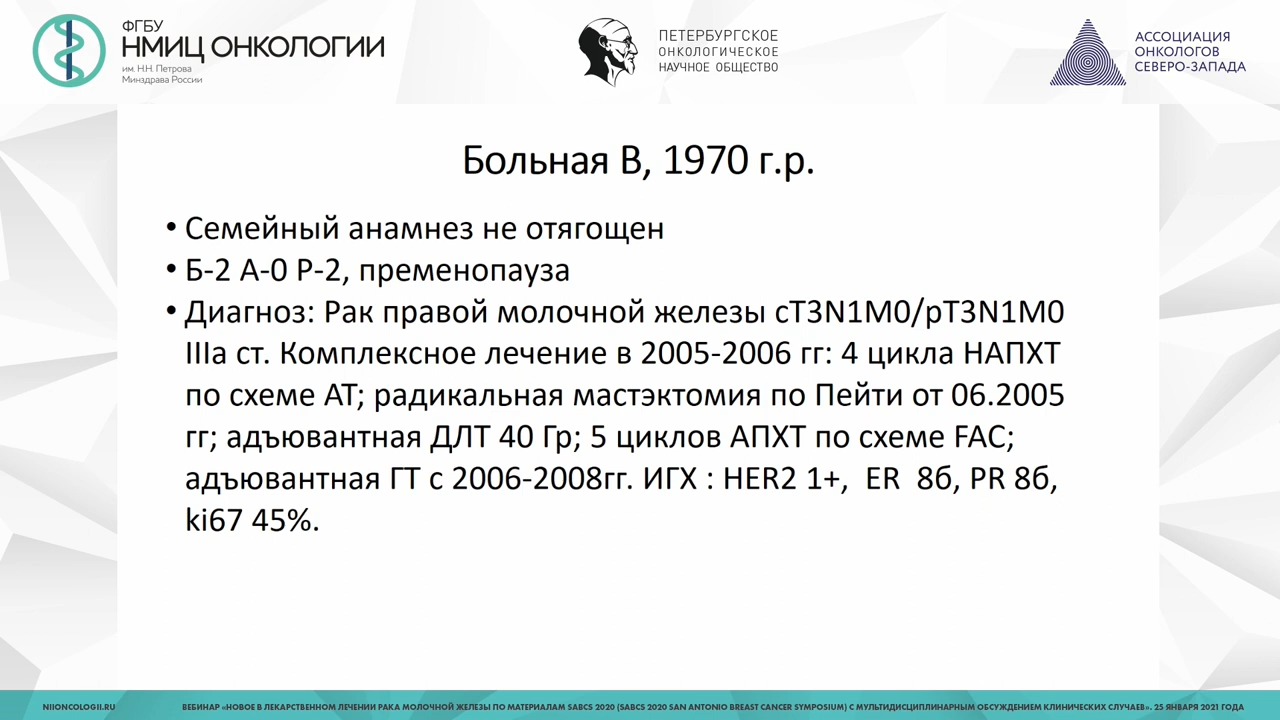 ФГБУ
НМИЦ ОНКОЛОГИИ
им. Н.Н. Петрова
Минздрава России
ПЕТЕРБУРГСКОЕ
ОНКОЛОГИЧЕСКОЕ
НАУЧНОЕ ОБЩЕСТВО
АССОЦИАЦИЯ
ОНКОЛОГОВ
СЕВЕРО-ЗАПАДА
Больная В, 1970 г.р.
• Семейный анамнез не отягощен
• Б-2 А-0 Р-2, пременопауза
• Диагноз: Рак правой молочной железы cT3N1M0/pT3N1M0
IIIа ст. Комплексное лечение в 2005-2006 гг: 4 цикла НАПХТ
по схеме АТ; радикальная мастэктомия по Пейти от 06.2005
гг; адъювантная ДЛТ 40 Гр; 5 циклов АПХТ по схеме FAC;
адъювантная ГТ с 2006-2008гг. ИГХ : HER2 1+,  ER  8б, PR 8б,
ki67 45%.
NIIONCOLOGII.RU
ВЕБИНАР «НОВОЕ В ЛЕКАРСТВЕННОМ ЛЕЧЕНИИ РАКА МОЛОЧНОЙ ЖЕЛЕЗЫ ПО МАТЕРИАЛАМ SABCS 2020 (SABCS 2020 SAN ANTONIO BREAST CANCER SYMPOSIUM) С МУЛЬТИДИСЦИПЛИНАРНЫМ ОБСУЖДЕНИЕМ КЛИНИЧЕСКИХ СЛУЧАЕВ». 25 ЯНВАРЯ 2021 ГОДА